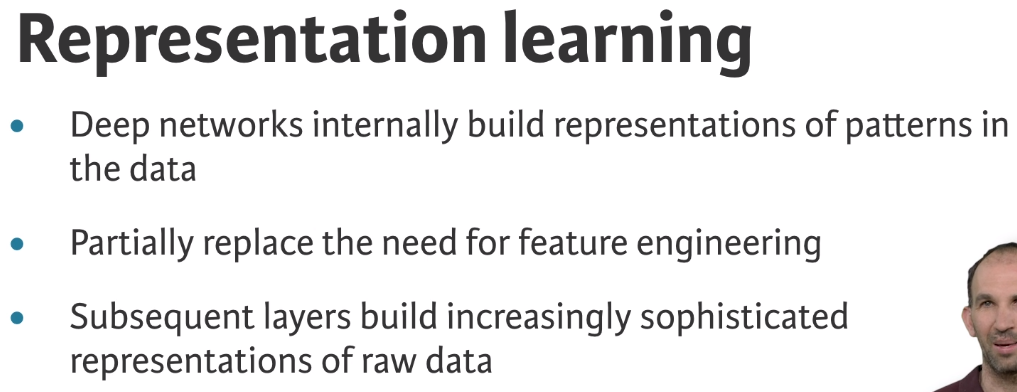 Representation learning
• Deep networks internally build representations of patterns in
the data
• Partially replace the need for feature engineering
• Subsequent layers build increasingly sophisticated
representations of raw data